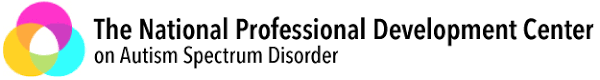 The National Professional Development Center
on Autism Spectrum Disorder